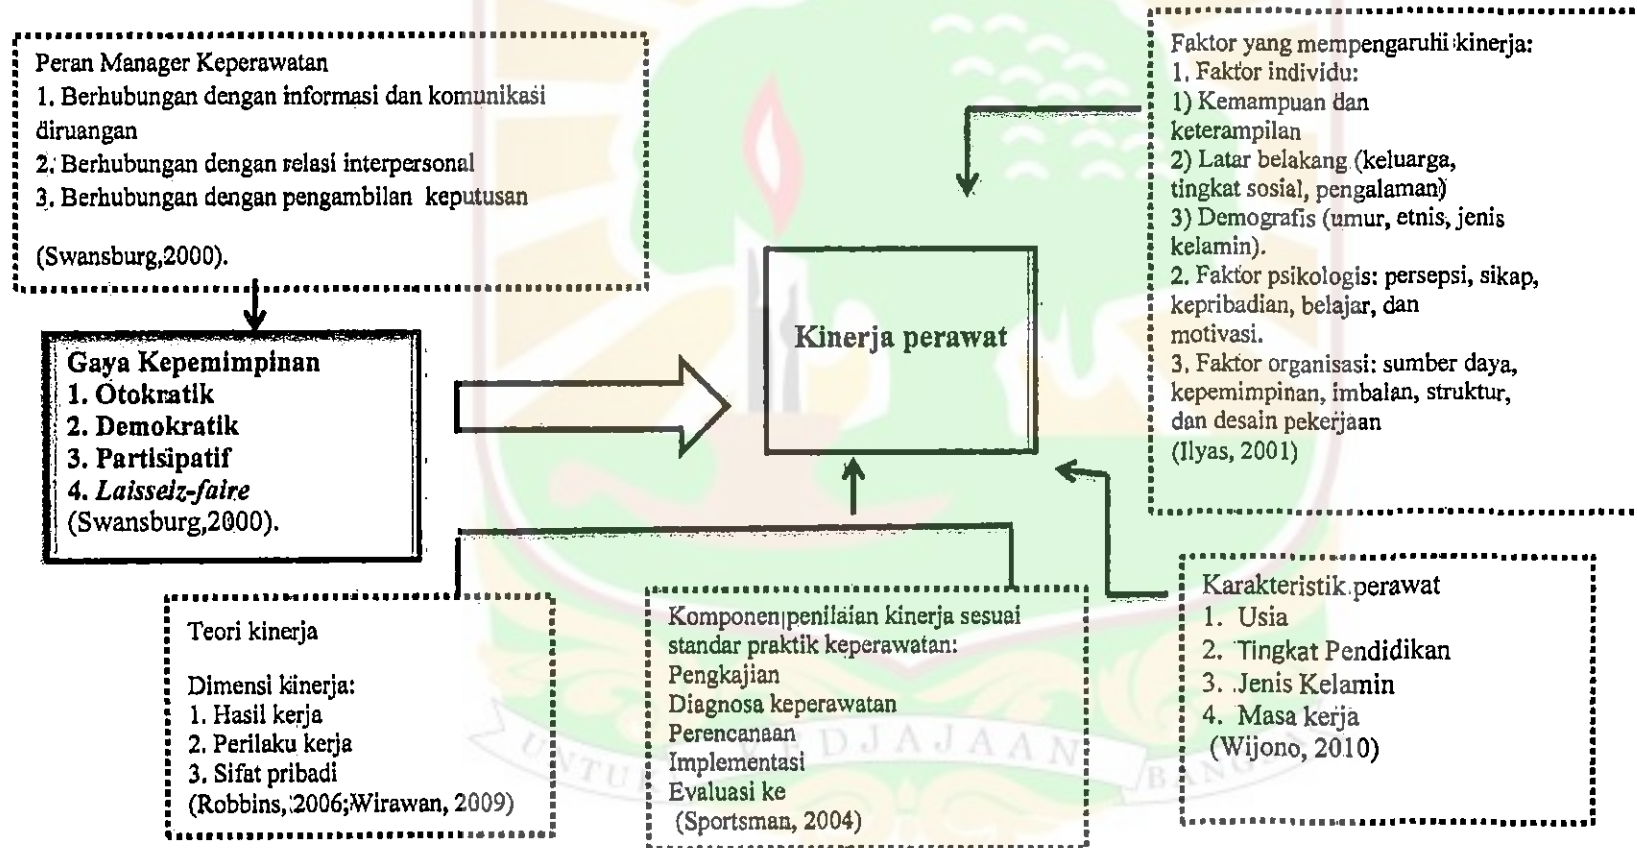 Peran Manager Keperawatan
1. Berhubungan dengan informasi dan komunikasi
diruangan
2. Berhubungan dengan relasi interpersonal
3. Berhubungan dengan pengambilan keputusan
(Swansburg,2000).
Gaya Kepemimpinan
1. Otokratik
2. Demokratik
3. Partisipatif
4. Laisseiz-faire
(Swansburg,2000).
Kinerja perawat
Faktor yang mempengaruhi kinerja:
1. Faktor individu:
1) Kemampuan dan
keterampilan
2) Latar belakang (keluarga,
tingkat sosial, pengalaman)
3) Demografis (umur, etnis, jenis
kelamin).
2. Faktor psikologis: persepsi, sikap,
kepribadian, belajar, dan
motivasi.
3. Faktor organisasi: sumber daya,
kepemimpinan, imbalan, struktur,
dan desain pekerjaan
(Ilyas, 2001)
Teori kinerja
Dimensi kinerja:
1. Hasil kerja
2. Perilaku kerja
3. Sifat pribadi
(Robbins, 2006;Wirawan, 2009)
Komponen penilaian kinerja sesuai
standar praktik keperawatan:
Pengkajian
Diagnosa keperawatan
Perencanaan
Implementasi
Evaluasi ke
(Sportsman, 2004)
Karakteristik perawat
1. Usia
2. Tingkat Pendidikan
3. Jenis Kelamin
4. Masa kerja
(Wijono, 2010)
KEDJAJAAN